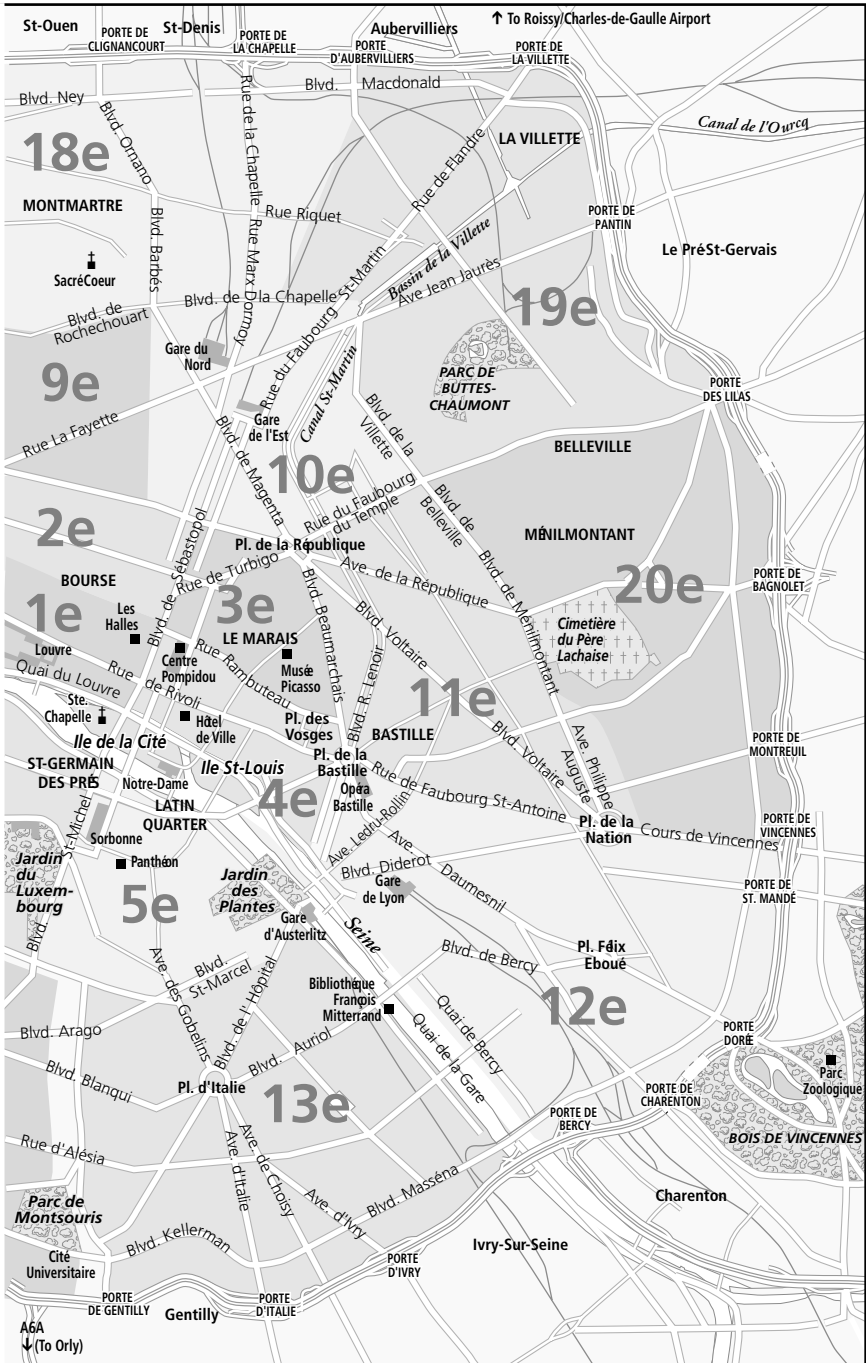 ↑ To Roissy/Charles-de-Gaulle Airport
St-Ouen
PORTE DE
CLIGNANCOURT
St-Denis
PORTE DE
LA CHAPELLE
Aubervilliers
PORTE
D'AUBERVILLIERS
PORTE DE
LA VILLETTE
Blvd. Ney
Blvd. Macdonald
Canal de l'Ourcq
Blvd. Ornano
Rue de la Chapelle
Rue de Flandre
LA VILLETTE
18e
MONTMARTRE
Rue Riquet
PORTE DE
PANTIN
Le PréSt-Gervais
Blvd. Barbés
Rue Marx Dormoy
SacréCoeur
Bassin de la Villette
Ave Jean Jaurès
Blvd. de la Chapelle
Rue du Faubourg St-Martin
19e
Blvd. de
Rochechouart
Gare du
Nord
9e
PARC DE
BUTTES-
CHAUMONT
PORTE
DES LILAS
Canal St-Martin
Rue La Fayette
Gare
de l'Est
Blvd. de la
Villette
Blvd. de Magenta
BELLEVILLE
10e
Rue du Faubourg
du Temple
Blvd. de
Belleville
2e
Blvd. de Sébastopol
Pl. de la République
MÉNILMONTANT
BOURSE
Rue de Turbigo
Ave. de la République
Blvd. de Ménilmontant
20e
PORTE DE
BAGNOLET
1e
Les
Halles
3e
Blvd. Beaumarchais
Blvd. Voltaire
Cimetière
du Père
Lachaise
LE MARAIS
Louvre
Centre
Pompidou
Rue Rambuteau
Musée
Picasso
Quai du Louvre
Rue de Rivoli
Blvd. R. Lenoir
11e
Ste.
Chapelle
Hôtel
de Ville
Pl. des
Vosges
BASTILLE
Blvd. Voltaire
Ave. Philippe
Auguste
PORTE DE
MONTREUIL
Ile de la Cité
Pl. de la
Bastille
ST-GERMAIN
DES PRÉS
Notre-Dame
Ile St-Louis
4e
Opéra
Bastille
Rue de Faubourg St-Antoine
LATIN
QUARTER
Ave. Ledru-Rollin
Pl. de la
Nation
Cours de Vincennes
PORTE DE
VINCENNES
Blvd. St-Michel
Sorbonne
Panthéon
Jardin
du
Luxem-
bourg
Blvd. Diderot
Ave. Daumesnil
Gare
de Lyon
PORTE DE
ST. MANDÉ
5e
Jardin
des
Plantes
Gare
d'Austerlitz
Seine
Pl. Félix
Eboué
Blvd. de Bercy
Blvd.
St-Marcel
Ave. des Gobelins
Blvd. de l'Hôpital
Bibliothéque
François
Mitterrand
Quai de Bercy
Quai de la Gare
12e
Blvd. Arago
Blvd. Auriol
PORTE
DORÉE
Parc
Zoologique
Blvd. Blanqui
Pl. d'Italie
13e
PORTE DE
CHARENTON
PORTE DE
BERCY
BOIS DE VINCENNES
Rue d'Alésia
Ave. d'Italie
Ave. de Choisy
Ave. d'Ivry
Blvd. Masséna
Charenton
Parc de
Montsouris
Blvd. Kellerman
Ivry-Sur-Seine
Cité
Universitaire
PORTE
D'IVRY
PORTE
DE GENTILLY
Gentilly
PORTE
D'ITALIE
A6A
↓ (To Orly)